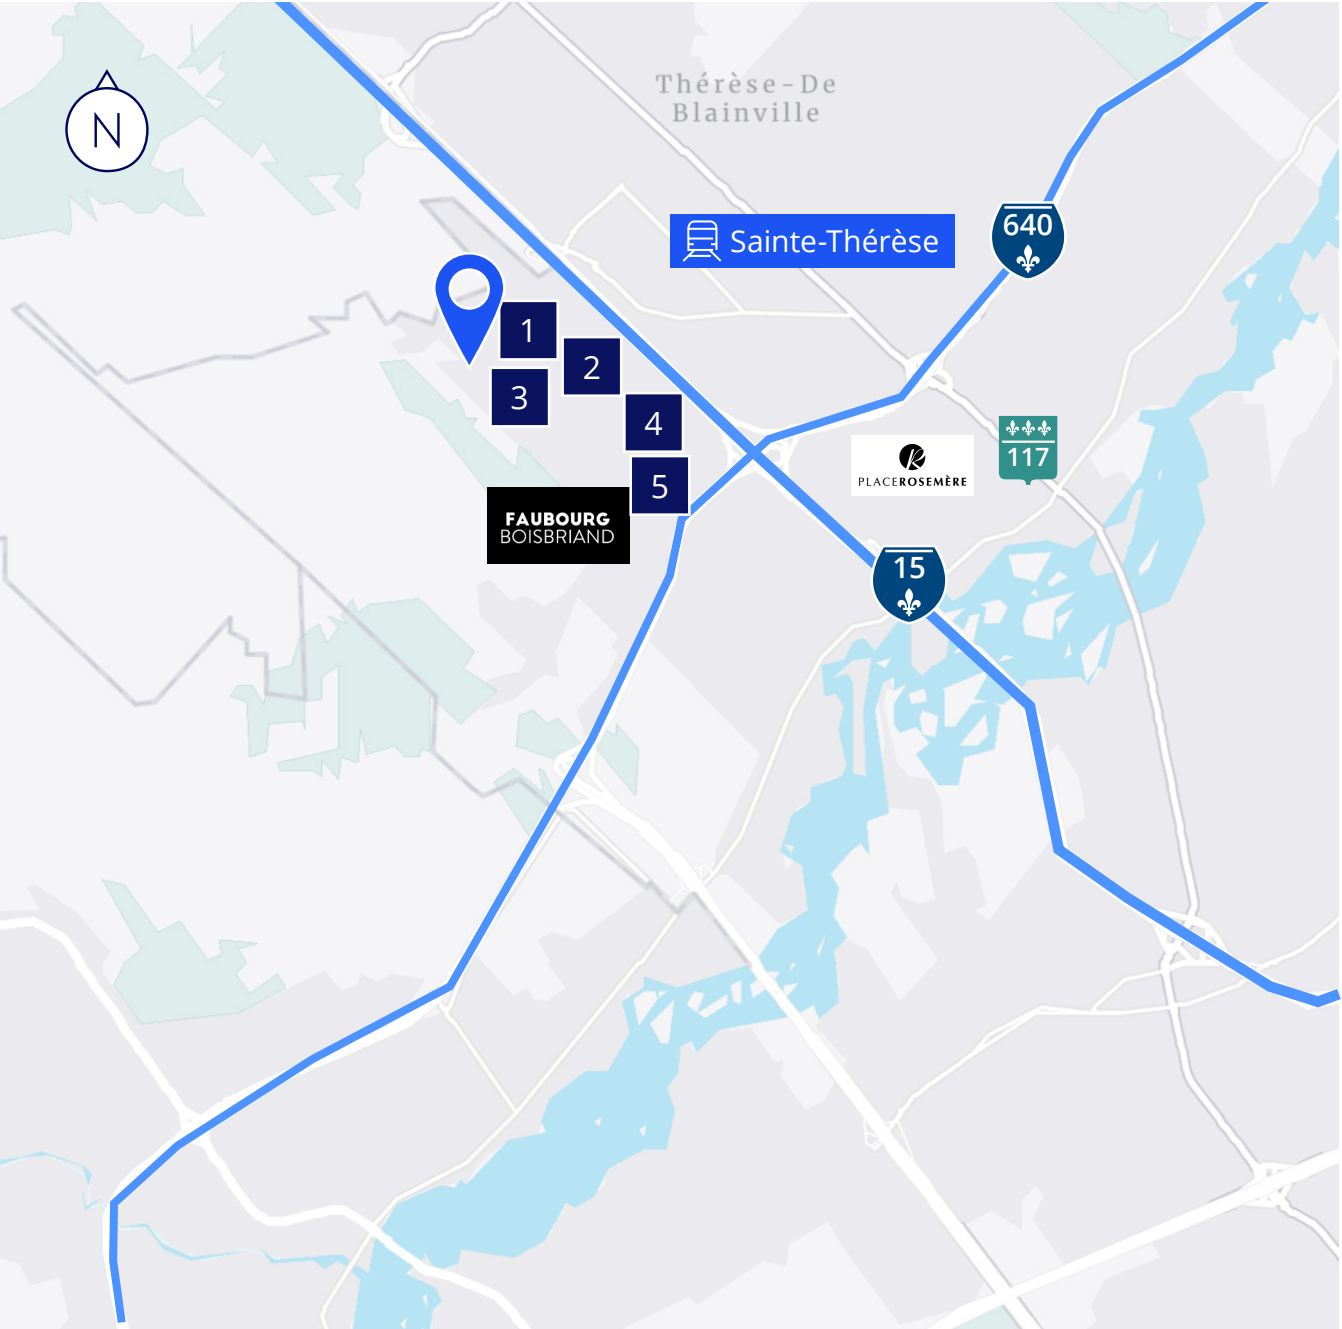 Thérèse-De
Blainville
N
Sainte-Thérèse
640
1
2
3
4
5
PLACEROSEMÈRE
117
FAUBOURG
BOISBRIAND
15